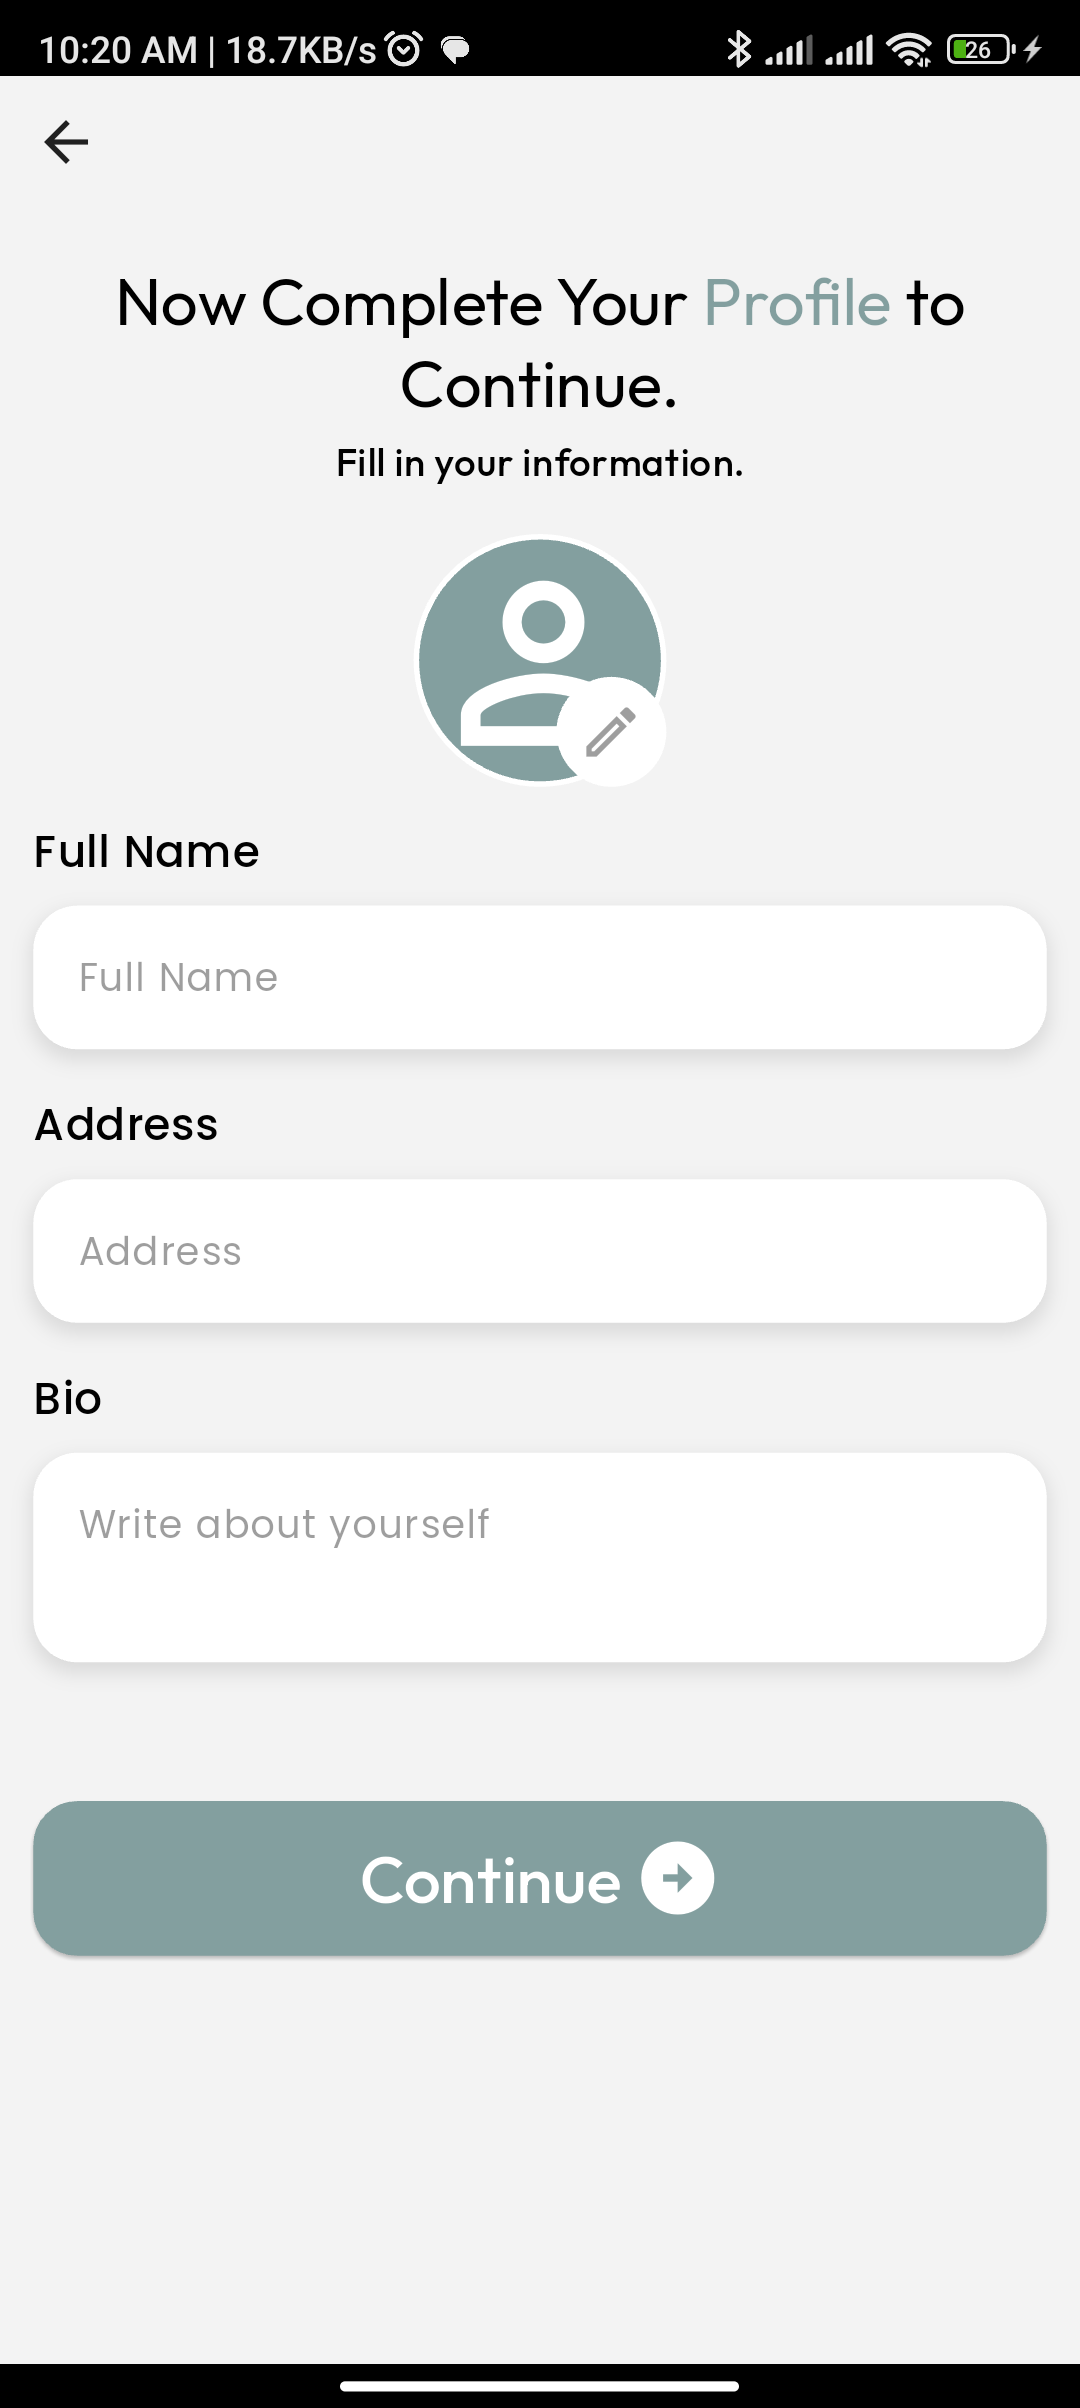 10:20 AM | 18.7KB/s
26
Now Complete Your Profile to
Continue.
Fill in your information.
Full Name
Full Name
Address
Address
Bio
Write about yourself
Continue